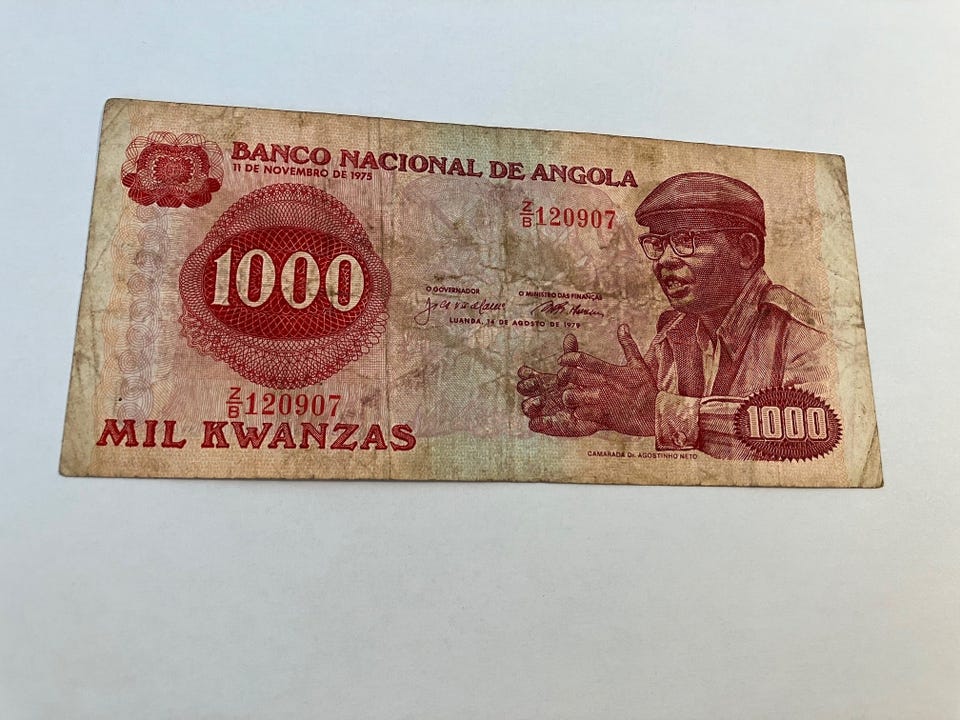 BANCO NACIONAL DE ANGOLA
11 DE NOVEMBRO DE 1975
Z/B 120907
1000
O GOVERNADOR
O MINISTRO DAS FINANÇAS
LUANDA, 14 DE AGOSTO DE 1979
Z/B 120907
MIL KWANZAS
1000
CAMARADA Dr. AGOSTINHO NETO